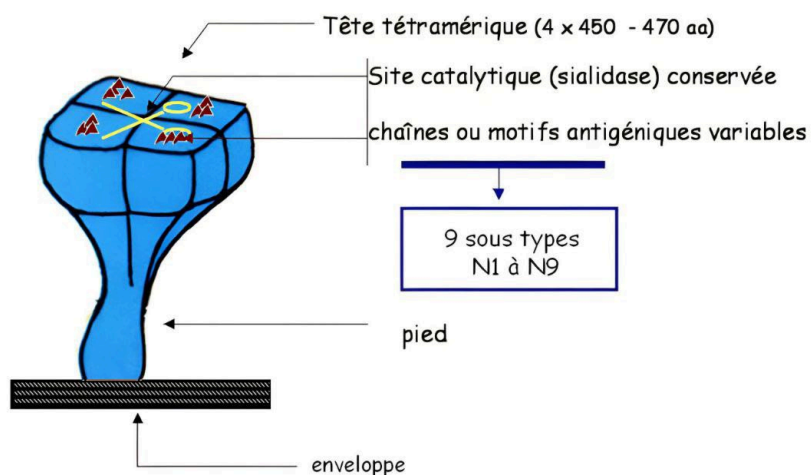 Tête tétramérique (4 x 450 - 470 aa)
Site catalytique (sialidase) conservée
chaînes ou motifs antigéniques variables
9 sous types
N1 à N9
pied
enveloppe